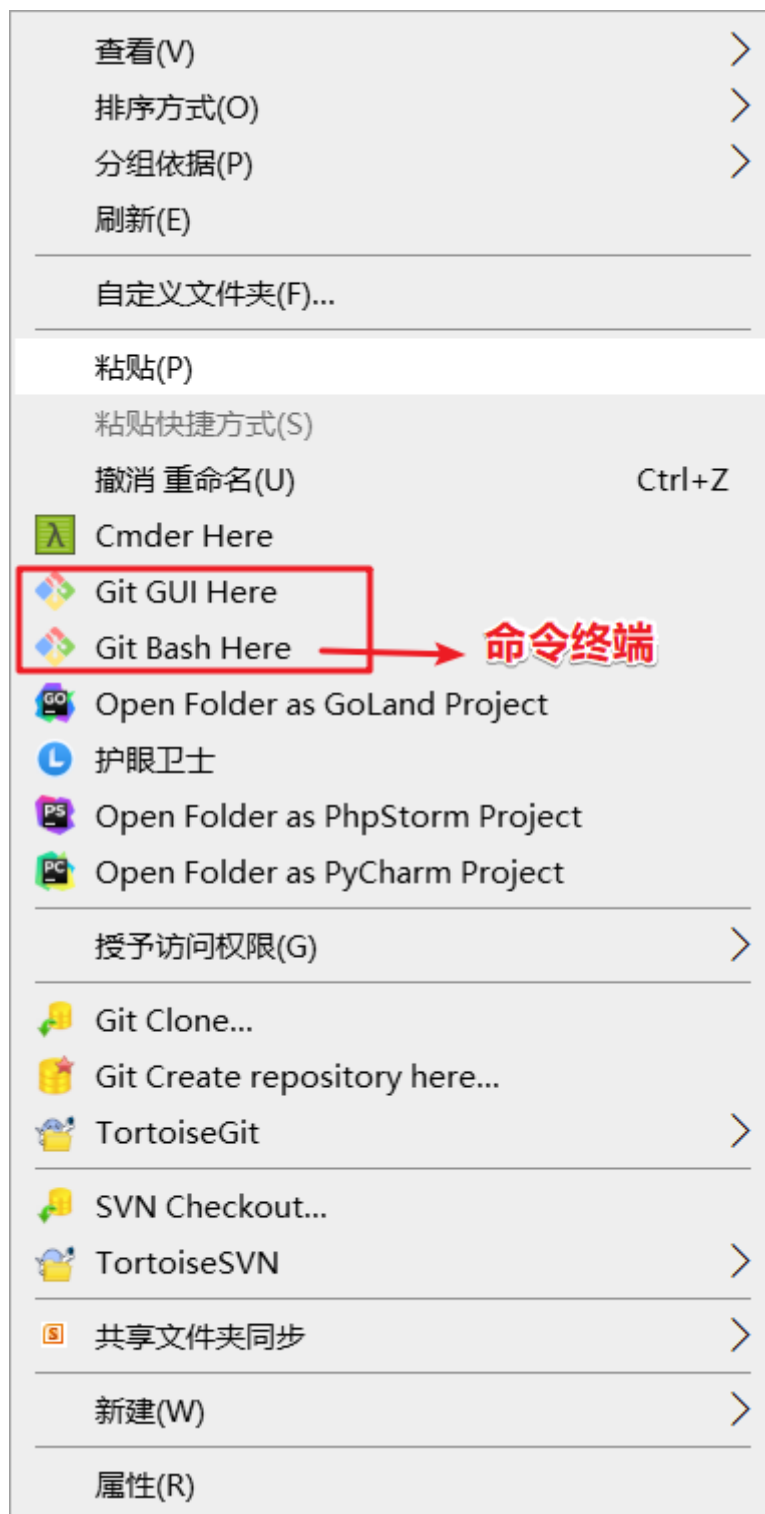 查看(V)
排序方式(O)
分组依据(P)
刷新(E)
自定义文件夹(F)...
粘贴(P)
粘贴快捷方式(S)
撤消 重命名(U) Ctrl+Z
λ Cmder Here
Git GUI Here
Git Bash Here 命令终端
GO Open Folder as GoLand Project
护眼卫士
PS Open Folder as PhpStorm Project
PC Open Folder as PyCharm Project
授予访问权限(G)
Git Clone...
Git Create repository here...
TortoiseGit
SVN Checkout...
TortoiseSVN
S 共享文件夹同步
新建(W)
属性(R)